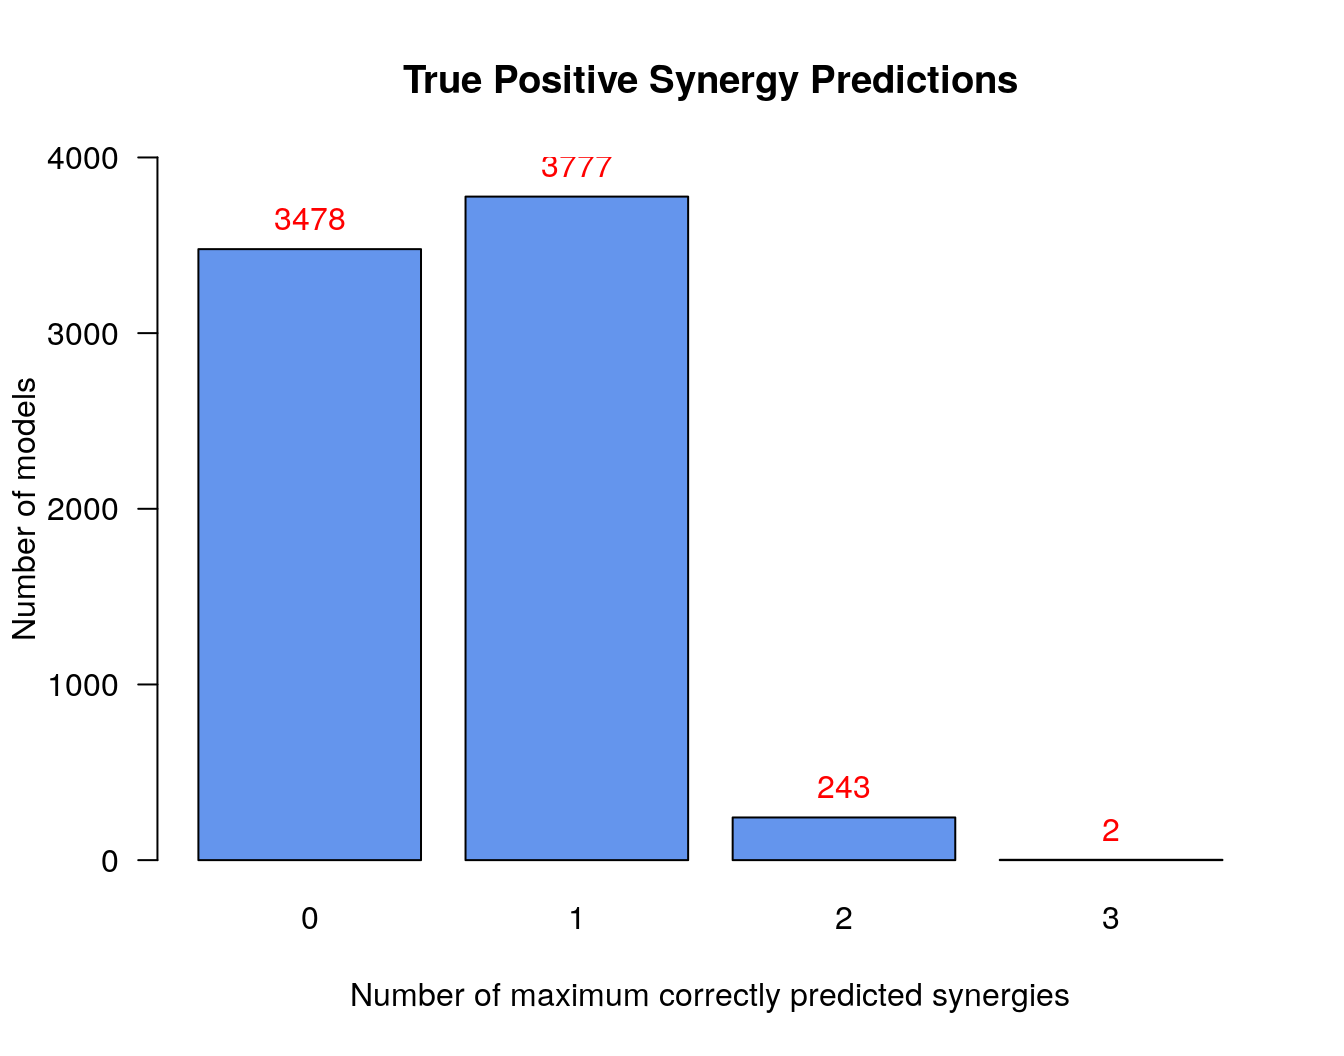 True Positive Synergy Predictions
4000
3777
3478
3000
2000
1000
243
2
0
0 1 2 3
Number of models
Number of maximum correctly predicted synergies